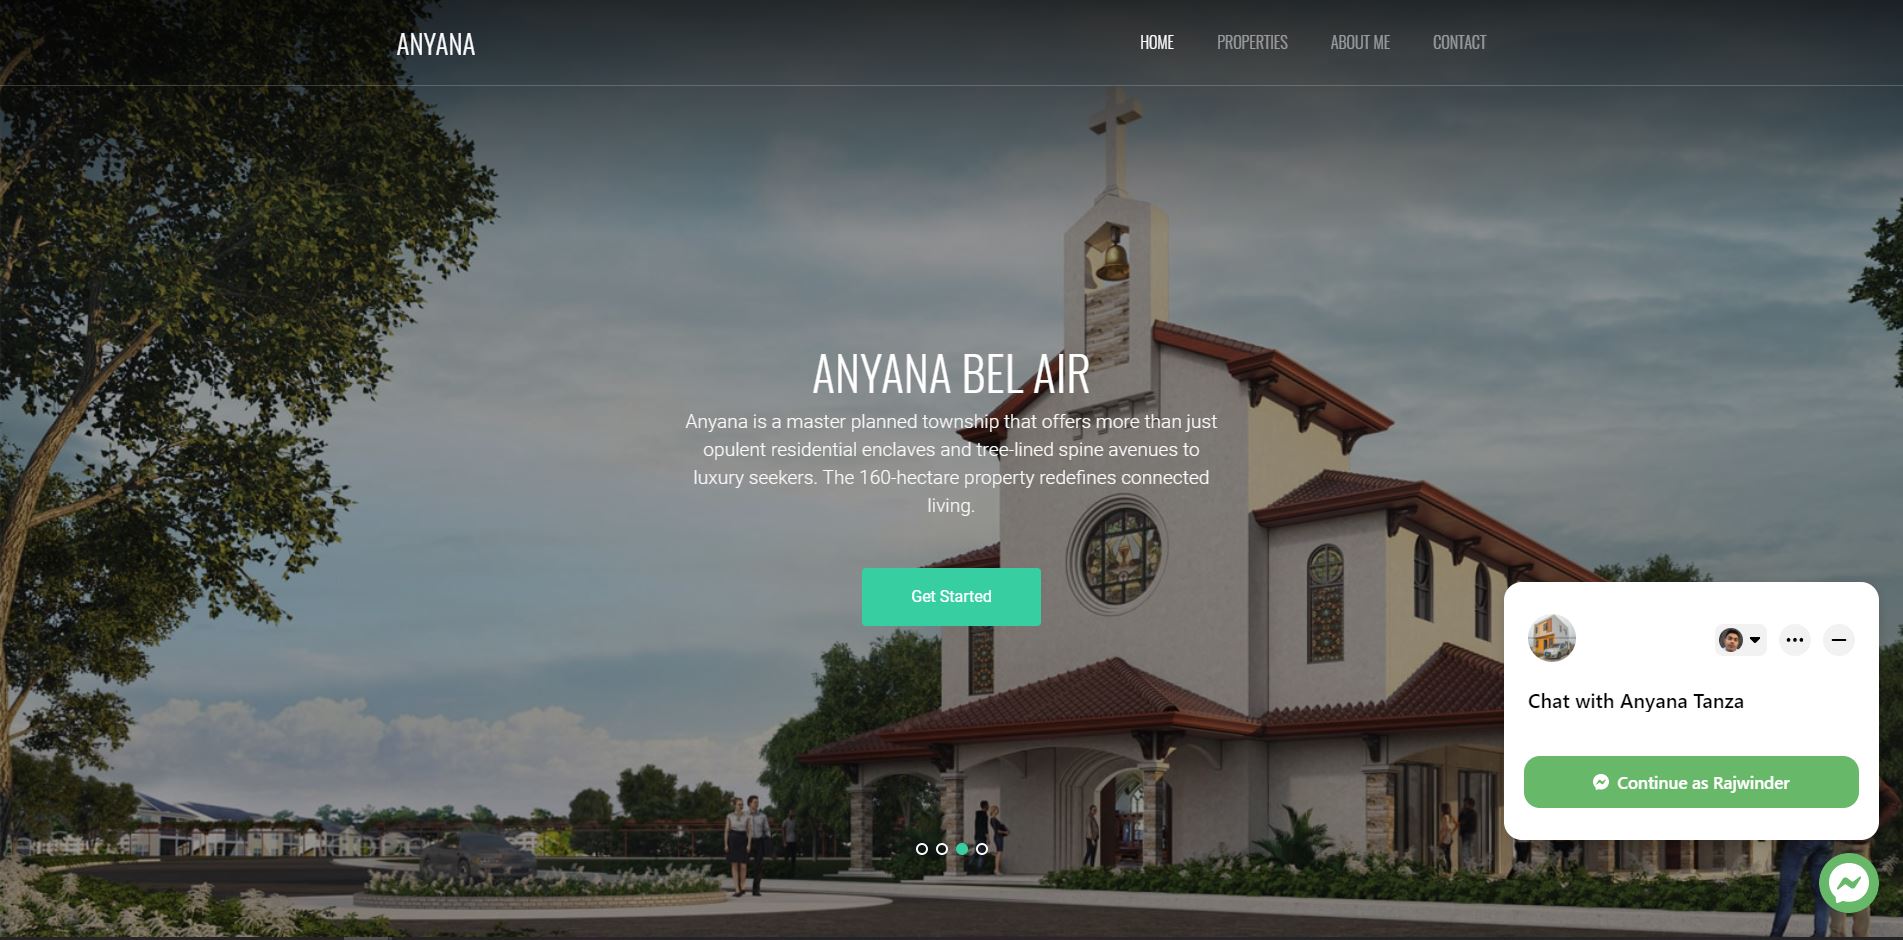 ANYANA
HOME
PROPERTIES
ABOUT ME
CONTACT
ANYANA BEL AIR
Anyana is a master planned township that offers more than just
opulent residential enclaves and tree-lined spine avenues to
luxury seekers. The 160-hectare property redefines connected
living.
Get Started
Chat with Anyana Tanza
Continue as Rajwinder